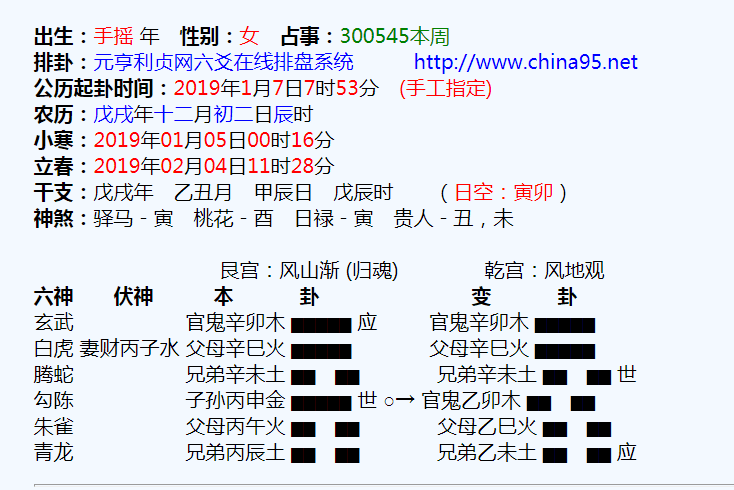 出生：手摇 年　性别：女　占事：300545本周
排卦：元亨利贞网六爻在线排盘系统　　　http://www.china95.net
公历起卦时间：2019年1月7日7时53分　(手工指定)
农历：戊戌年十二月初二日辰时
小寒：2019年01月05日00时16分
立春：2019年02月04日11时28分
干支：戊戌年　乙丑月　甲辰日　戊辰时　　（日空：寅卯）
神煞：驿马－寅　桃花－酉　日禄－寅　贵人－丑，未
艮宫：风山渐 (归魂)　　　　乾宫：风地观
六神　　伏神　　　本　　　卦　　　　　　　变　　　卦
玄武　　　　　官鬼辛卯木 应　　官鬼辛卯木
白虎 妻财丙子水 父母辛巳火　　父母辛巳火
腾蛇　　　　　兄弟辛未土　　兄弟辛未土 世
勾陈　　　　　子孙丙申金 世 ○→ 官鬼乙卯木
朱雀　　　　　父母丙午火　　父母乙巳火
青龙　　　　　兄弟丙辰土　　兄弟乙未土 应